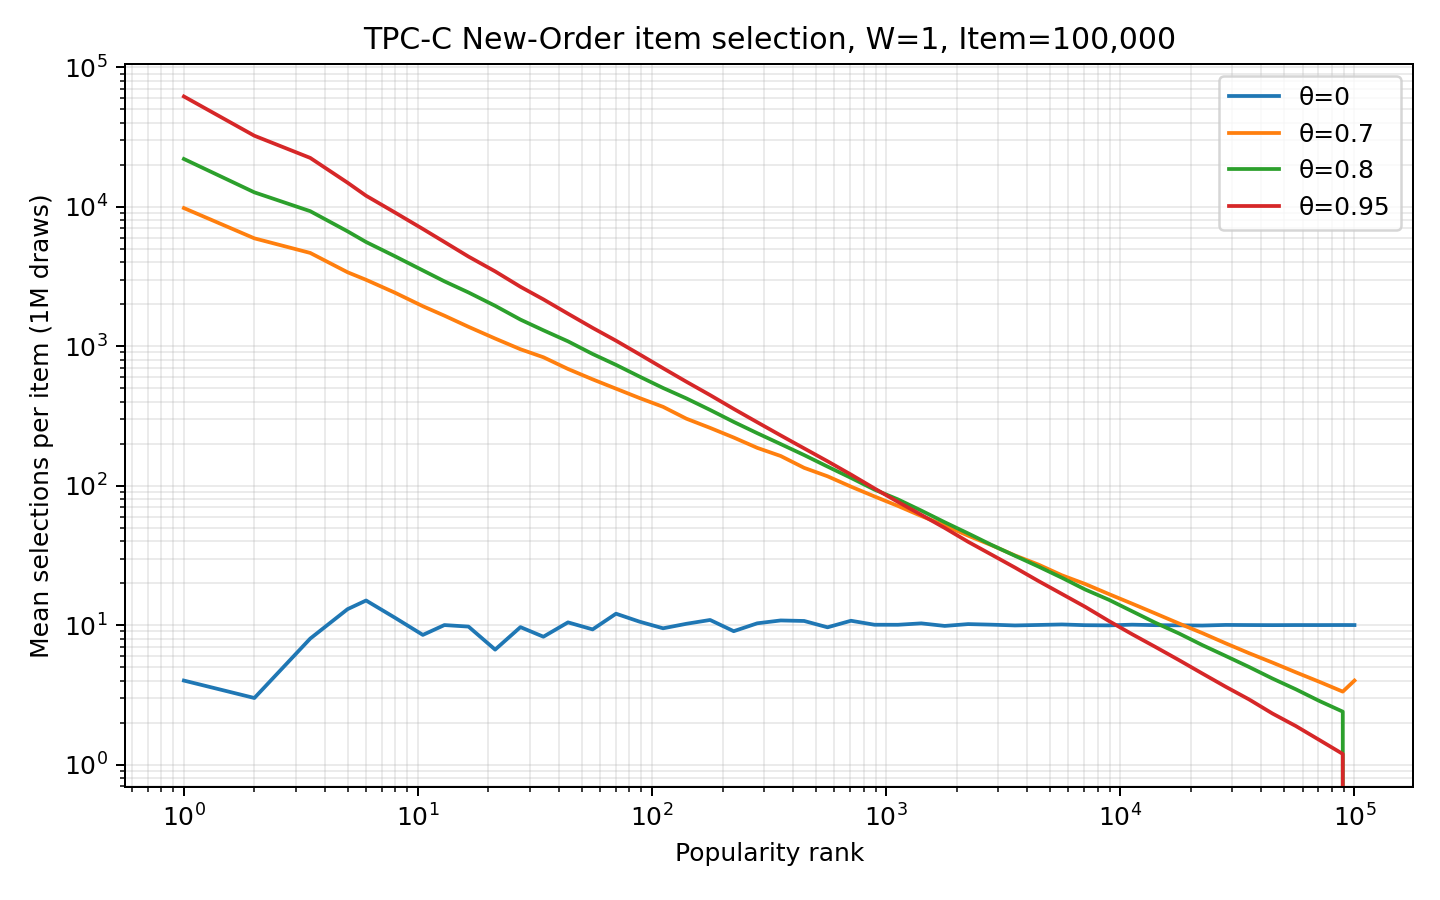 TPC-C New-Order item selection, W=1, Item=100,000
Mean selections per item (1M draws)
10⁵
10⁴
10³
10²
10¹
10⁰
θ=0
θ=0.7
θ=0.8
θ=0.95
10⁰ 10¹ 10² 10³ 10⁴ 10⁵
Popularity rank